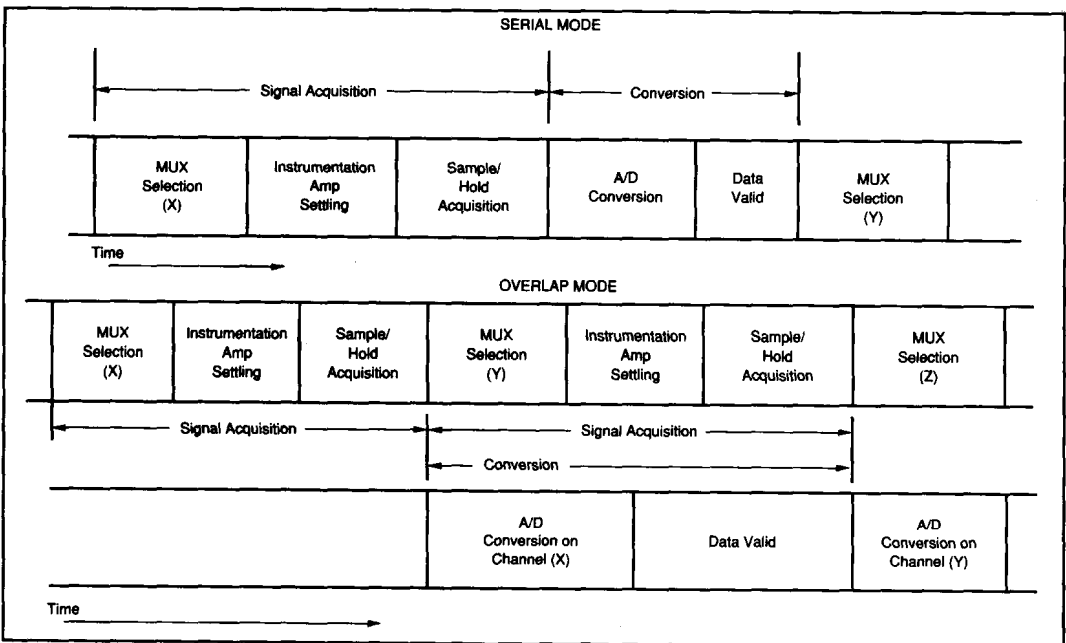 SERIAL MODE
Signal Acquisition
Conversion
MUX
Selection
(X)
Instrumentation
Amp
Settling
Sample/
Hold
Acquisition
A/D
Conversion
Data
Valid
MUX
Selection
(Y)
Time
OVERLAP MODE
MUX
Selection
(X)
Instrumentation
Amp
Settling
Sample/
Hold
Acquisition
MUX
Selection
(Y)
Instrumentation
Amp
Settling
Sample/
Hold
Acquisition
MUX
Selection
(Z)
Signal Acquisition
Signal Acquisition
Conversion
A/D
Conversion on
Channel (X)
Data Valid
A/D
Conversion on
Channel (Y)
Time